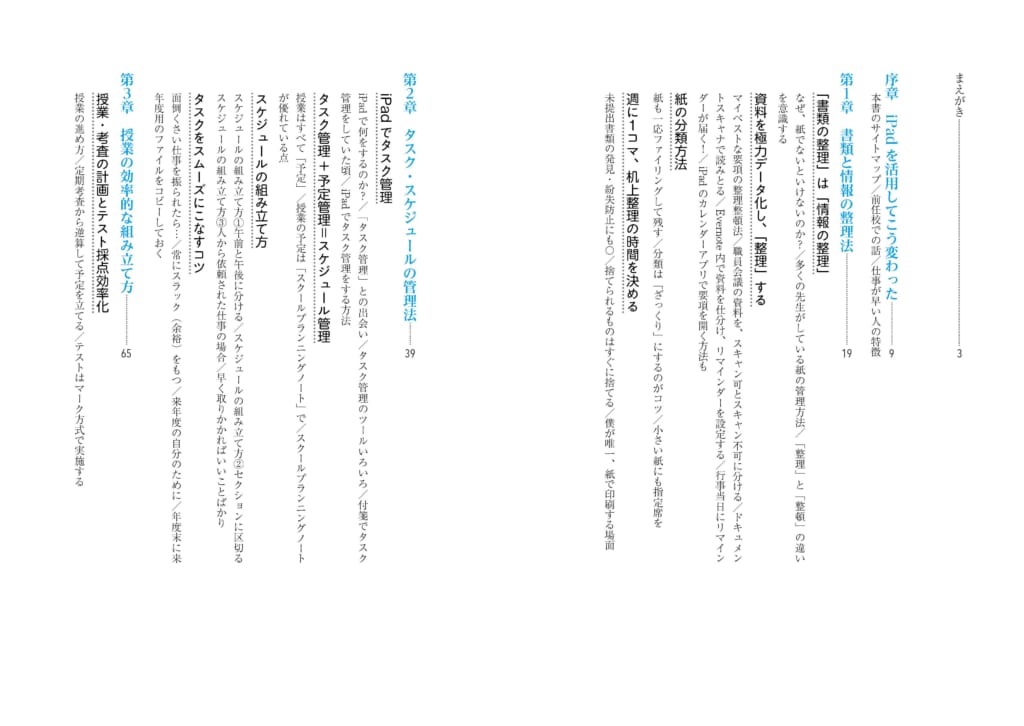 まえがき 3
序章 iPadを活用してこう変わった 9
本書のサイトマップ／前任校での話／仕事が早い人の特徴
第1章 書類と情報の整理法 19
「書類の整理」は「情報の整理」
なぜ、紙でないといけないのか？／多くの先生がしている紙の管理方法／「整理」と「整頓」の違い
を意識する
資料を極力データ化し、「整理」する
マイベストな要項の整理整頓法／職員会議の資料を、スキャン可とスキャン不可に分ける／ドキュメン
トスキャナで読みとる／Evernote内で資料を仕分け、リマインダーを設定する／行事当日にリマイン
ダーが届く！／iPadのカレンダーアプリで要項を開く方法も
紙の分類方法
紙も一応ファイリングして残す／分類は「ざっくり」にするのがコツ／小さい紙にも指定席を
週に1コマ、机上整理の時間を決める
未提出書類の発見・紛失防止にも〇／捨てられるものはすぐに捨てる／僕が唯一、紙で印刷する場面
第2章 タスク・スケジュールの管理法 39
iPadでタスク管理
iPadで何をするのか？／「タスク管理」との出会い／タスク管理のツールいろいろ／付箋でタスク
管理をしていた頃／iPadでタスク管理をする方法
タスク管理＋予定管理＝スケジュール管理
授業はすべて「予定」／授業の予定は「スクールプランニングノート」で／スクールプランニングノート
が優れている点
スケジュールの組み立て方
スケジュールの組み立て方①午前と午後に分ける／スケジュールの組み立て方②セクションに区切る
スケジュールの組み立て方③人から依頼された仕事の場合／早く取りかかればいいことばかり
タスクをスムーズにこなすコツ
面倒くさい仕事を振られたら…／常にスラック（余裕）をもつ／来年度の自分のために／年度末に来
年度用のファイルをコピーしておく
第3章 授業の効率的な組み立て方 65
授業・考査の計画とテスト採点効率化
授業の進め方／定期考査から逆算して予定を立てる／テストはマーク方式で実施する